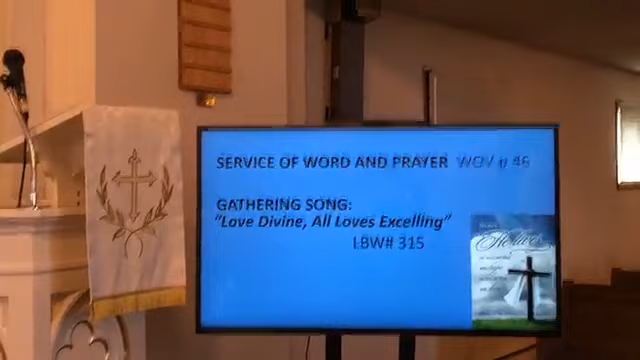 SERVICE OF WORD AND PRAYER WOV p 46
GATHERING SONG:
"Love Divine, All Loves Excelling"
LBW# 315